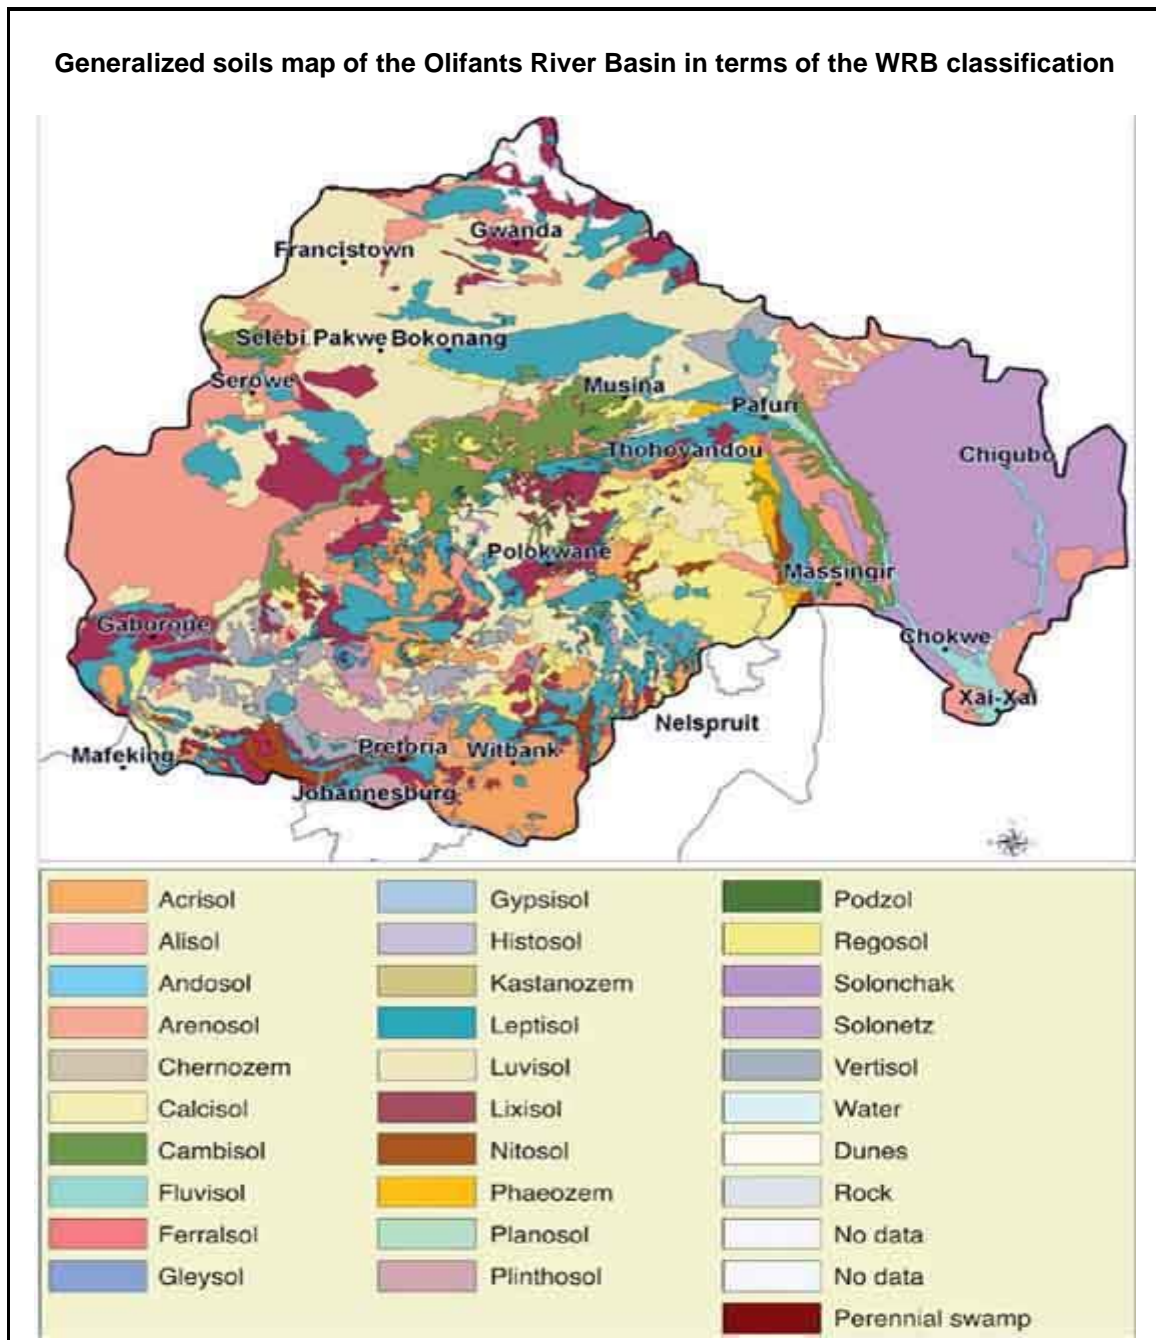 Generalized soils map of the Olifants River Basin in terms of the WRB classification
Gwanda
Francistown
Selebi Pakwe Bokonang
Serowe
Musina
Pafuri
Thohoyandou
Chigubo
Polokwane
Massingir
Gaborone
Chokwe
Xai-Xai
Nelspruit
Mafeking
Pretoria
Witbank
Johannesburg
Acrisol
Alisol
Andosol
Arenosol
Chernozem
Calcisol
Cambisol
Fluvisol
Ferralsol
Gleysol
Gypsisol
Histosol
Kastanozem
Leptisol
Luvisol
Lixisol
Nitosol
Phaeozem
Planosol
Plinthosol
Podzol
Regosol
Solonchak
Solonetz
Vertisol
Water
Dunes
Rock
No data
No data
Perennial swamp